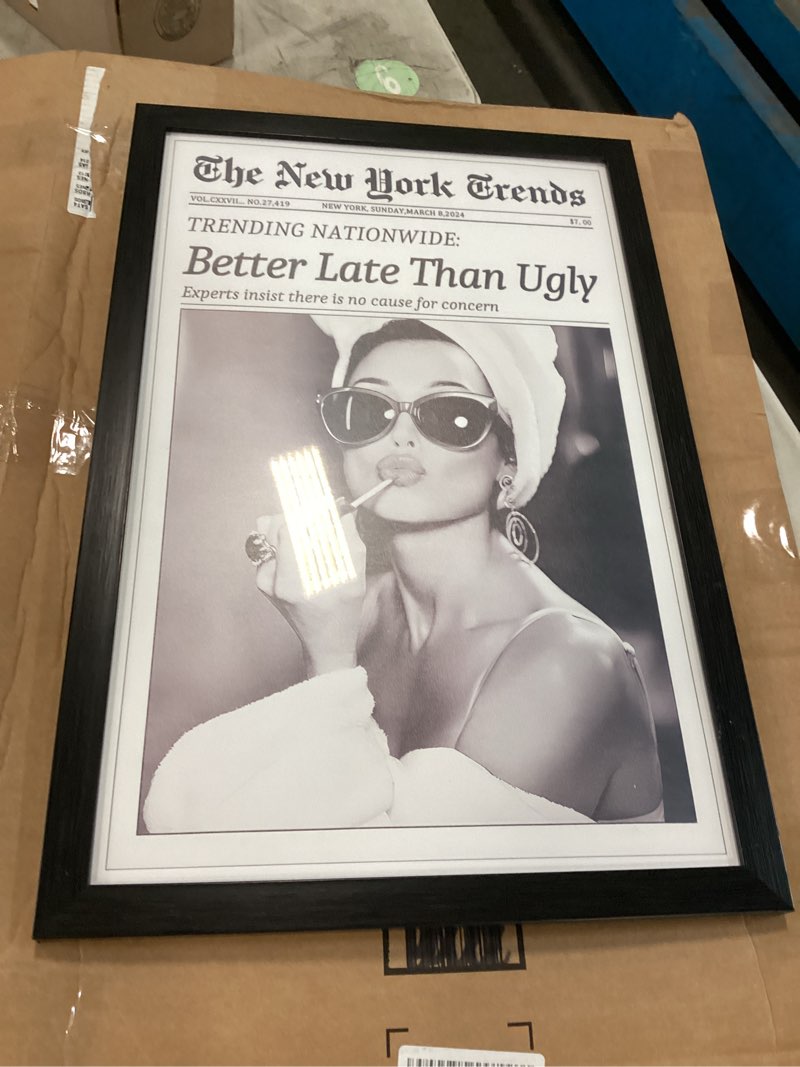 The New York Trends
VOL.CXXVII... NO.27,419 NEW YORK, SUNDAY,MARCH 8,2024 $7.00
TRENDING NATIONWIDE:
Better Late Than Ugly
Experts insist there is no cause for concern